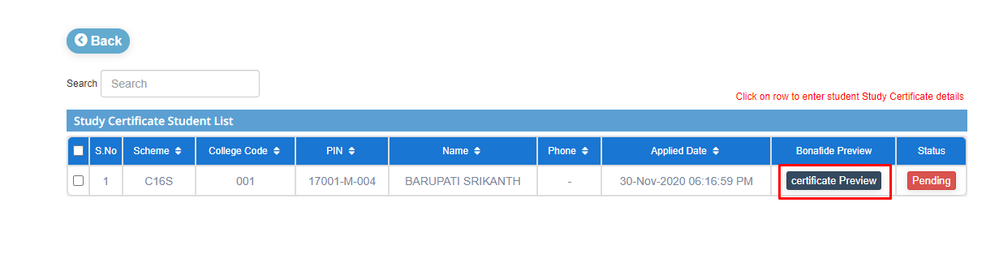 Back
Search Search
Click on row to enter student Study Certificate details
Study Certificate Student List
S.No Scheme College Code PIN Name Phone Applied Date Bonafide Preview Status
1 C16S 001 17001-M-004 BARUPATI SRIKANTH - 30-Nov-2020 06:16:59 PM certificate Preview Pending